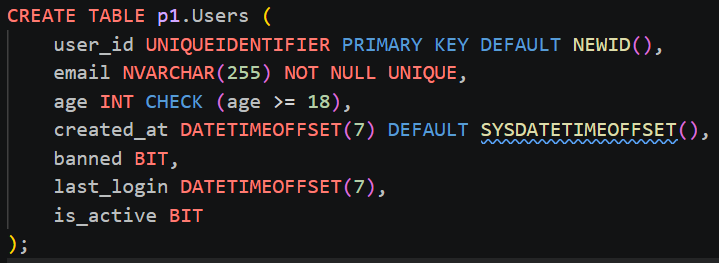 CREATE TABLE p1.Users (
    user_id UNIQUEIDENTIFIER PRIMARY KEY DEFAULT NEWID(),
    email NVARCHAR(255) NOT NULL UNIQUE,
    age INT CHECK (age >= 18),
    created_at DATETIMEOFFSET(7) DEFAULT SYSDATETIMEOFFSET(),
    banned BIT,
    last_login DATETIMEOFFSET(7),
    is_active BIT
);